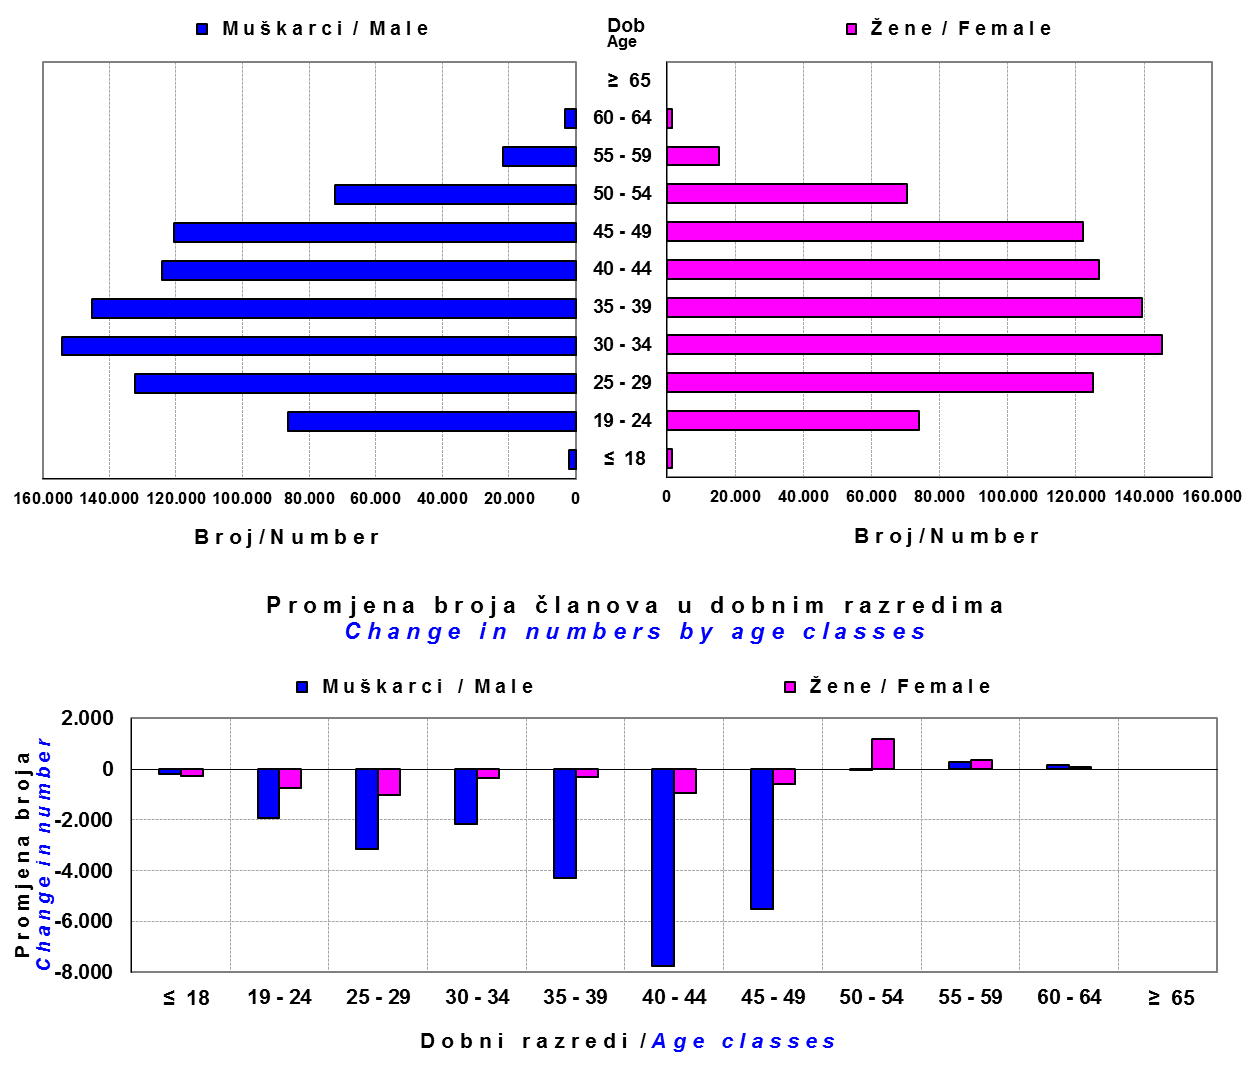 Muškarci / Male
Dob
Age
Žene / Female
≥ 65
60 - 64
55 - 59
50 - 54
45 - 49
40 - 44
35 - 39
30 - 34
25 - 29
19 - 24
≤ 18
160.000 140.000 120.000 100.000 80.000 60.000 40.000 20.000 0
0 20.000 40.000 60.000 80.000 100.000 120.000 140.000 160.000
Broj/Number
Broj/Number
Promjena broja članova u dobnim razredima
Change in numbers by age classes
Muškarci / Male
Žene / Female
Promjena broja
Change in number
2.000
0
-2.000
-4.000
-6.000
-8.000
≤ 18 19 - 24 25 - 29 30 - 34 35 - 39 40 - 44 45 - 49 50 - 54 55 - 59 60 - 64 ≥ 65
Dobni razredi /Age classes